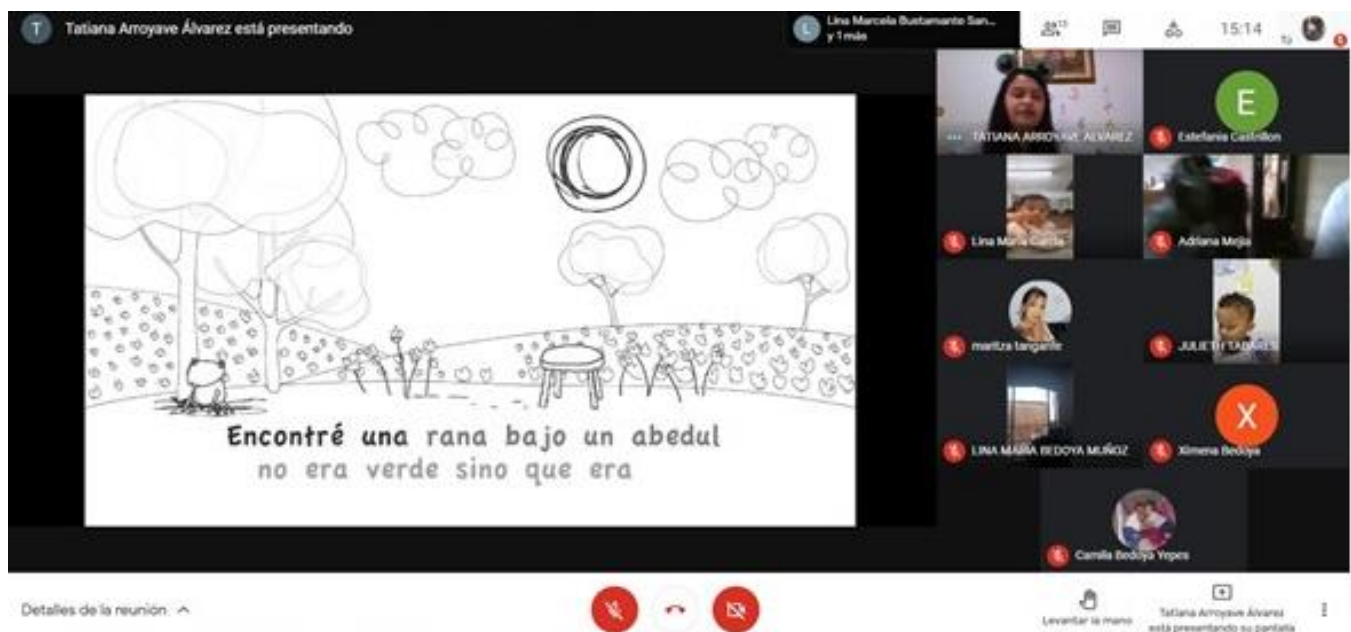 T
Tatiana Arroyave Álvarez está presentando
L
Lina Marcela Bustamante San...
y 1 más
13
15:14
TATIANA ARROYAVE ALVAREZ
E
Estefania Castrillon
Lina Maria Garcia
Adriana Mejia
maritza tangarife
JULIETH TABARES
LINA MARIA BEDOYA MUÑOZ
X
Ximena Bedoya
Camila Bedoya Yepes
Encontré una rana bajo un abedul
no era verde sino que era
Detalles de la reunión
Levantar la mano
Tatiana Arroyave Álvarez
está presentando su pantalla